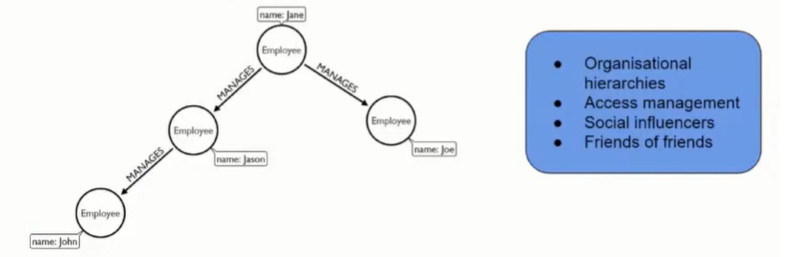 name: Jane
Employee
MANAGES
MANAGES
Employee
name: Joe
Employee
name: Jason
MANAGES
Employee
name: John
● Organisational
hierarchies
● Access management
● Social influencers
● Friends of friends